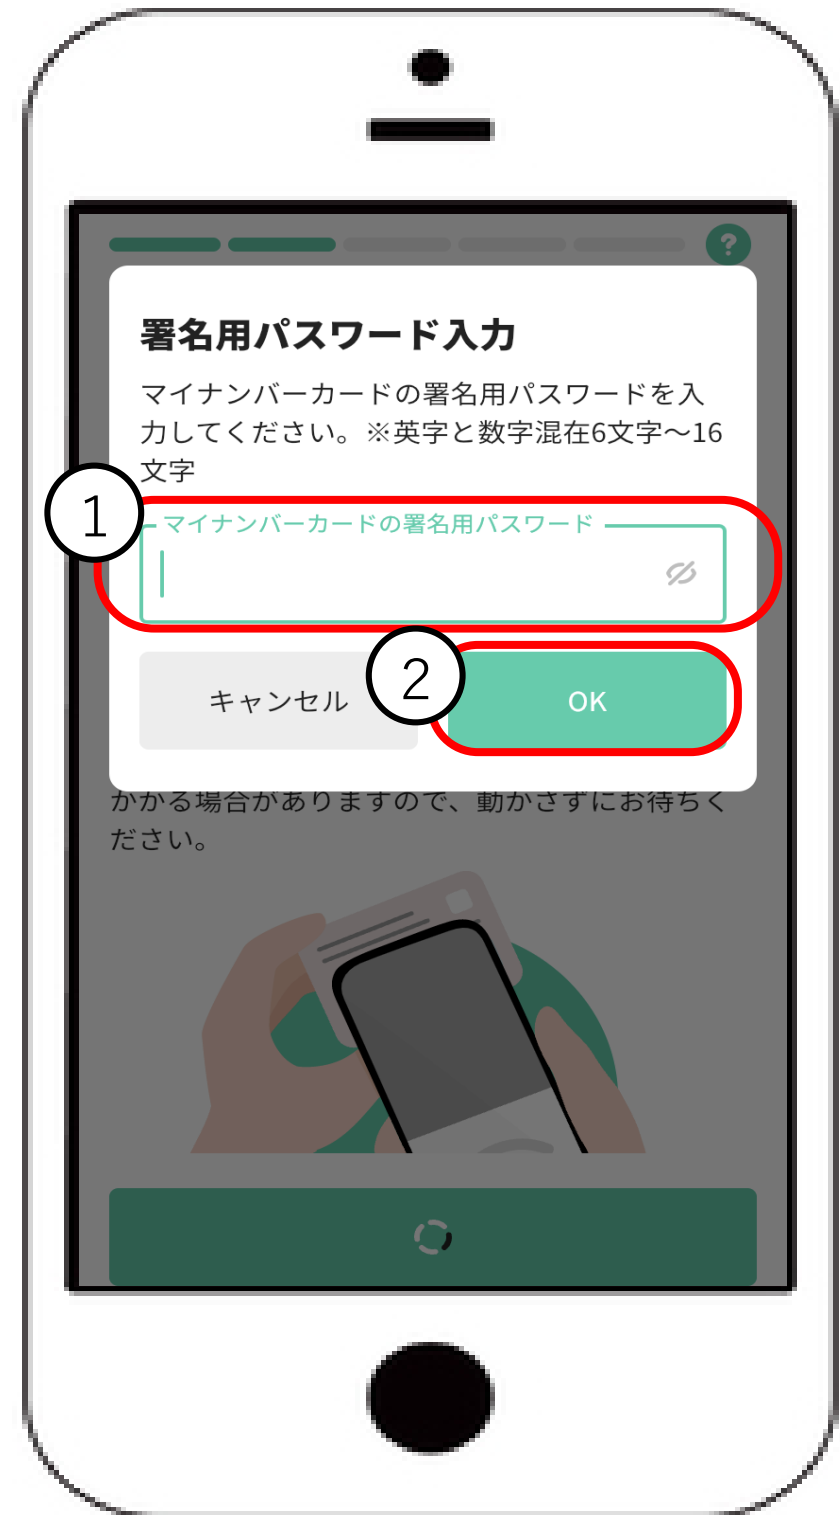 ?
署名用パスワード入力
マイナンバーカードの署名用パスワードを入
力してください。※英字と数字混在6文字～16
文字
1
マイナンバーカードの署名用パスワード
2
キャンセル
OK
かかる場合がありますので、動かさずにお待ちく
ださい。